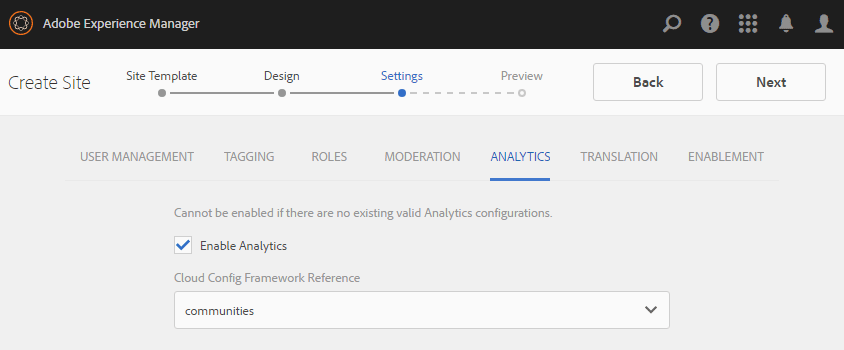 Adobe Experience Manager
Create Site
Site Template Design Settings Preview
Back Next
USER MANAGEMENT TAGGING ROLES MODERATION ANALYTICS TRANSLATION ENABLEMENT
Cannot be enabled if there are no existing valid Analytics configurations.
Enable Analytics
Cloud Config Framework Reference
communities